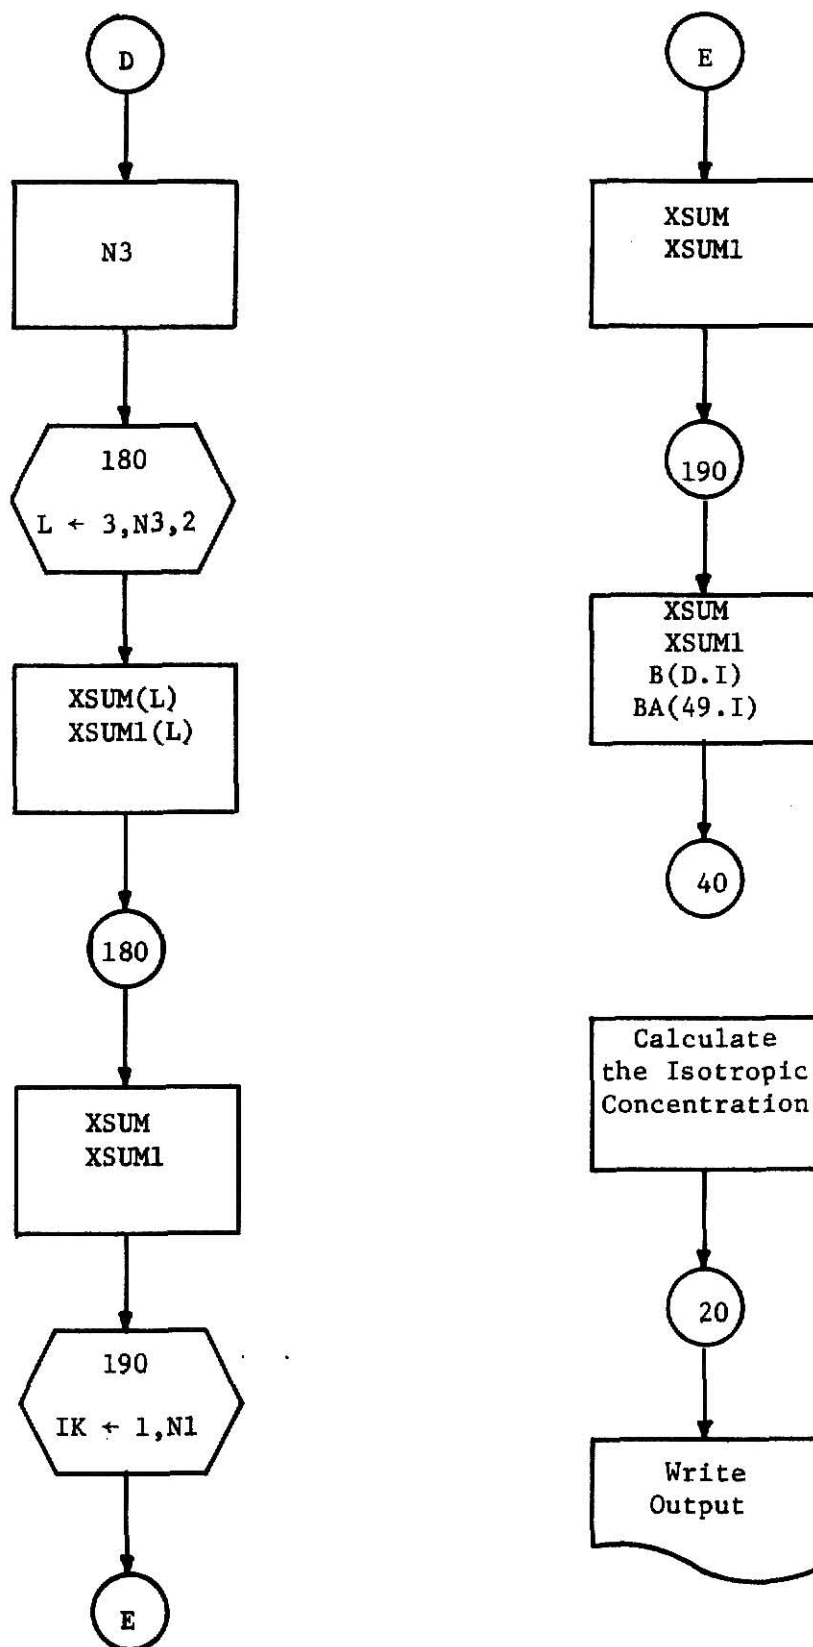 D
N3
180
L ← 3,N3,2
XSUM(L)
XSUM1(L)
180
XSUM
XSUM1
190
IK ← 1,N1
E
E
XSUM
XSUM1
190
XSUM
XSUM1
B(D.I)
BA(49.I)
40
Calculate
the Isotropic
Concentration
20
Write
Output